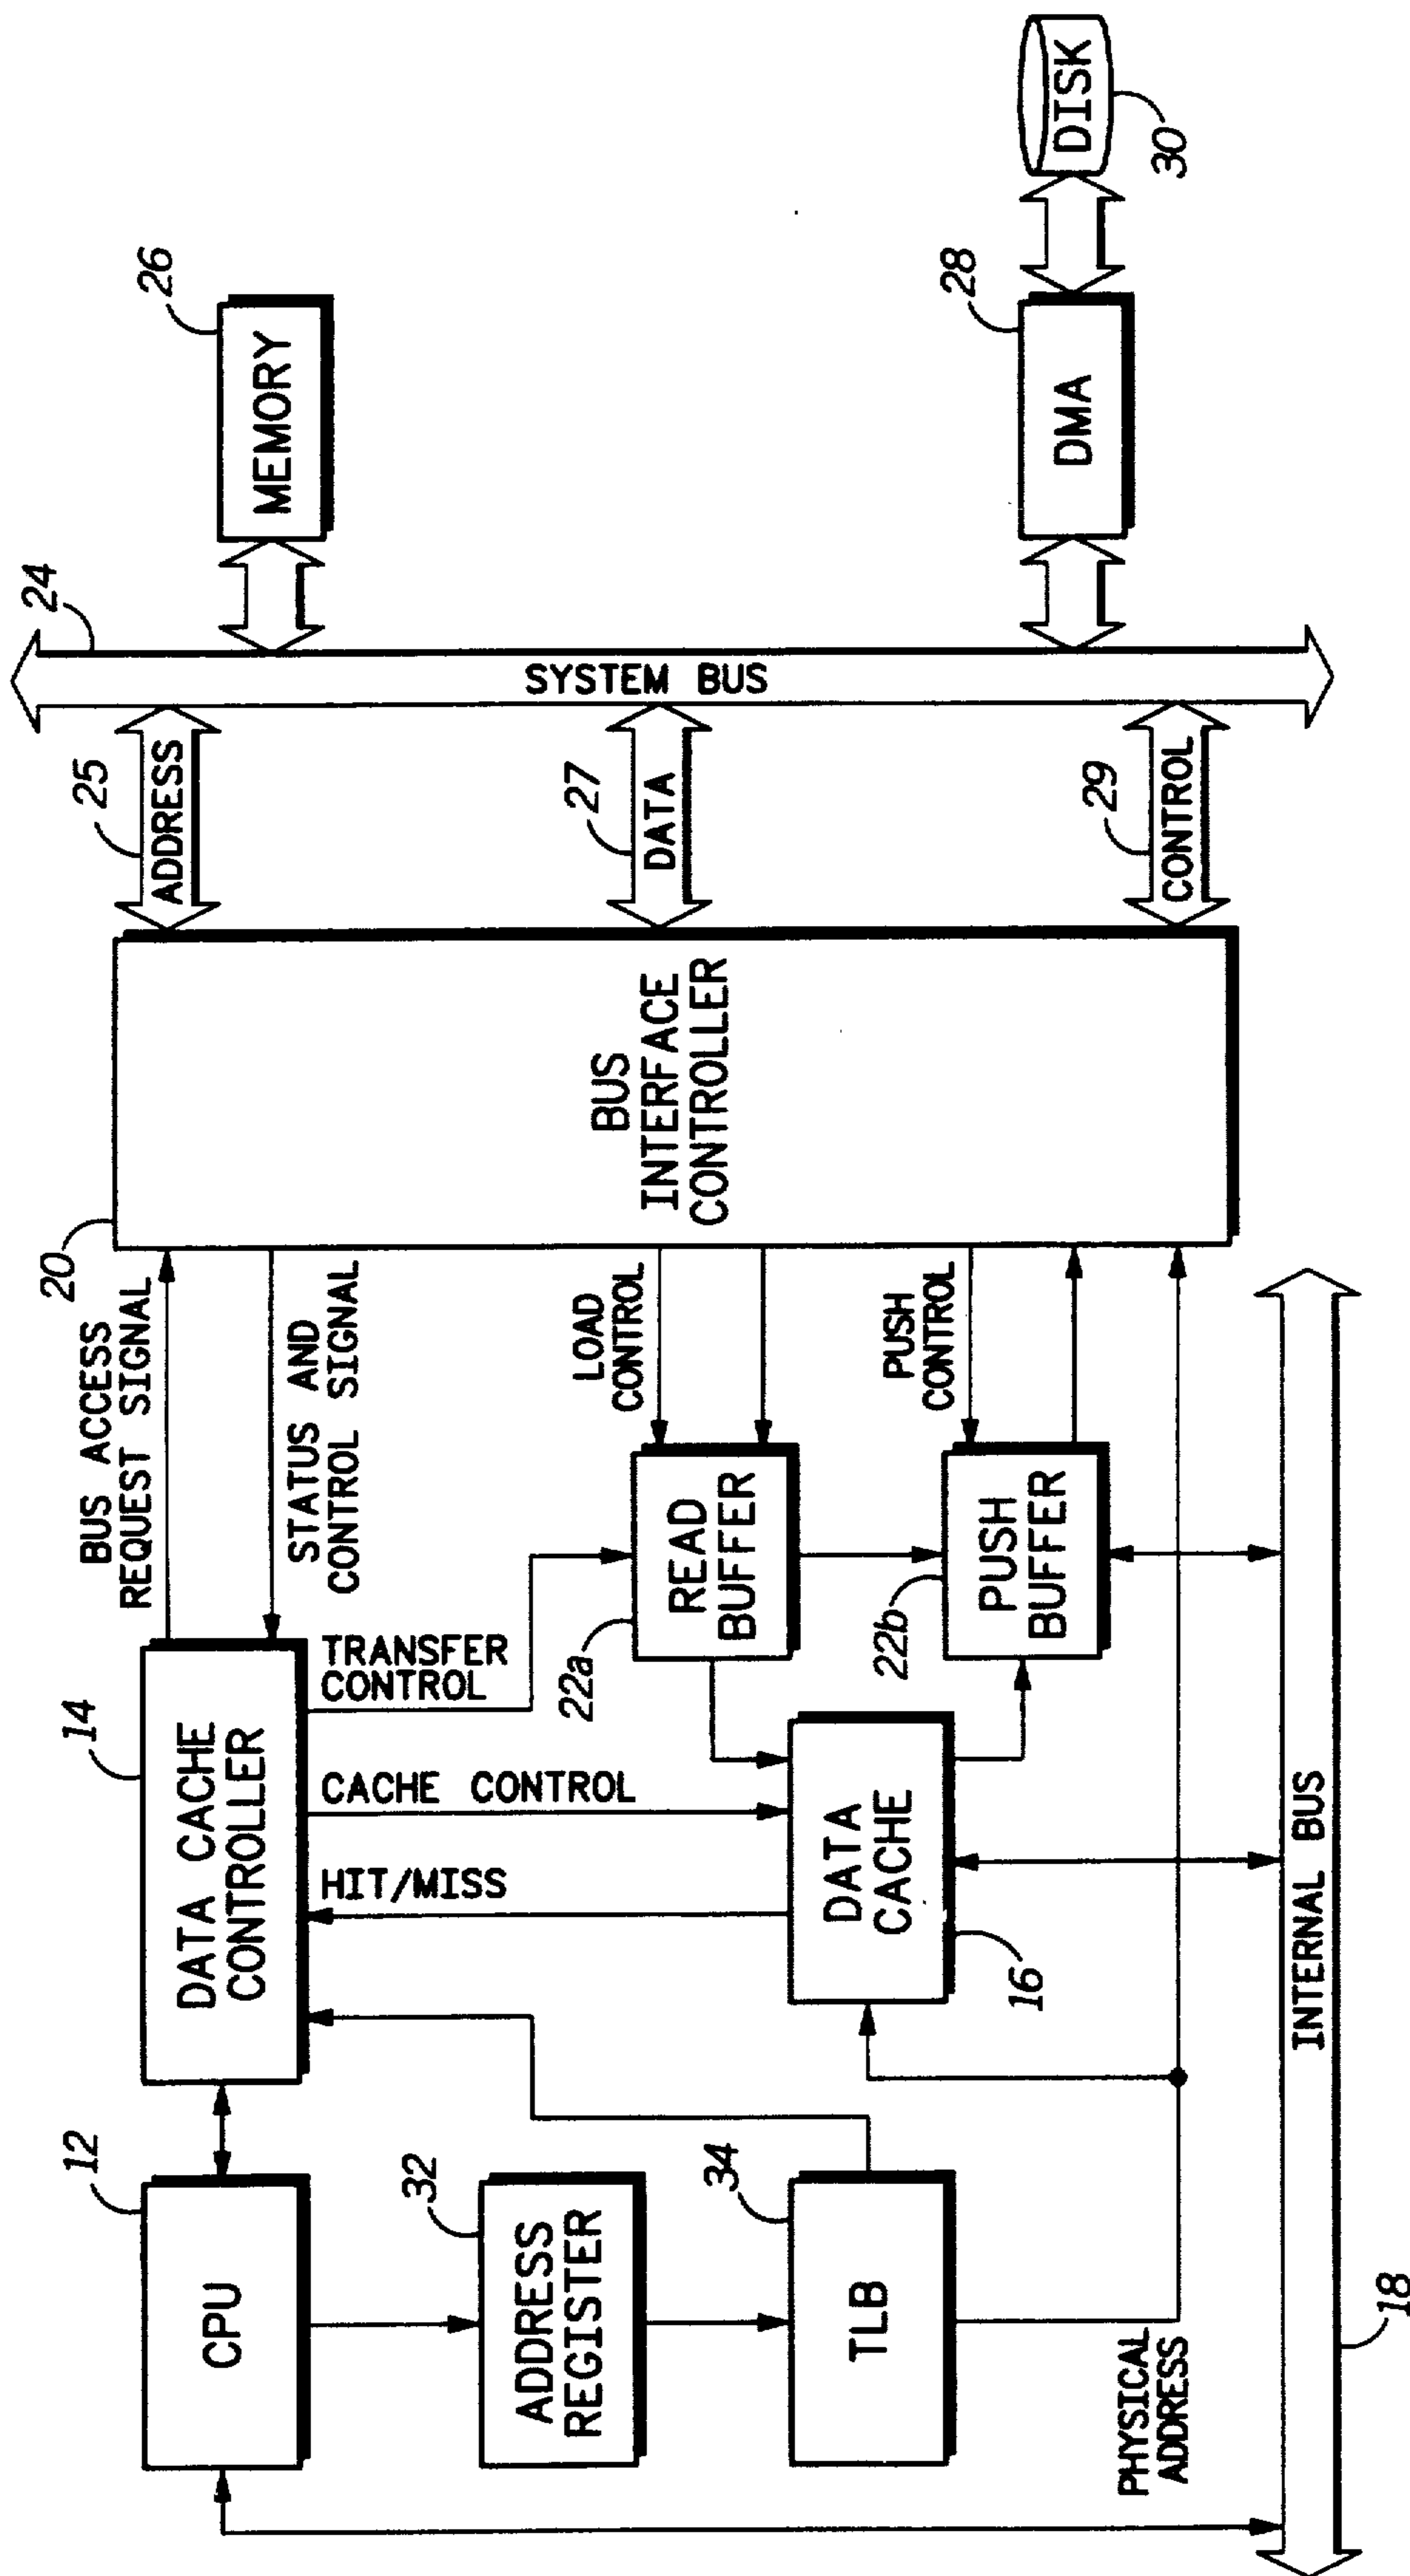 12
CPU
14
DATA CACHE
CONTROLLER
BUS ACCESS
REQUEST SIGNAL
STATUS AND
CONTROL SIGNAL
20
BUS
INTERFACE
CONTROLLER
25
ADDRESS
24
SYSTEM BUS
26
MEMORY
TRANSFER
CONTROL
CACHE CONTROL
HIT/MISS
32
ADDRESS
REGISTER
34
TLB
DATA
CACHE
16
22a
READ
BUFFER
LOAD
CONTROL
27
DATA
22b
PUSH
BUFFER
PUSH
CONTROL
29
CONTROL
28
DMA
DISK
30
PHYSICAL
ADDRESS
INTERNAL BUS
18